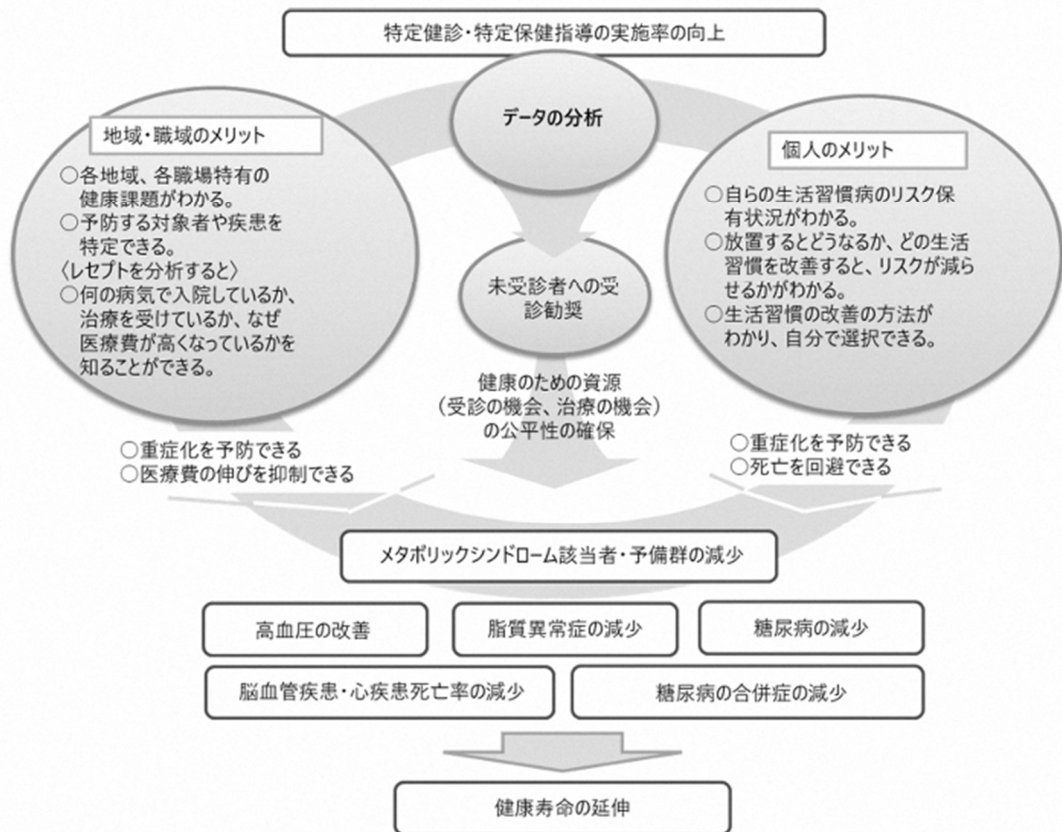 特定健診・特定保健指導の実施率の向上
データの分析
地域・職域のメリット
○各地域、各職場特有の
健康課題がわかる。
○予防する対象者や疾患を
特定できる。
〈レセプトを分析すると〉
○何の病気で入院しているか、
治療を受けているか、なぜ
医療費が高くなっているかを
知ることができる。
未受診者への受
診勧奨
個人のメリット
○自らの生活習慣病のリスク保
有状況がわかる。
○放置するとどうなるか、どの生活
習慣を改善すると、リスクが減ら
せるかがわかる。
○生活習慣の改善の方法が
わかり、自分で選択できる。
健康のための資源
（受診の機会、治療の機会）
の公平性の確保
○重症化を予防できる
○医療費の伸びを抑制できる
○重症化を予防できる
○死亡を回避できる
メタボリックシンドローム該当者・予備群の減少
高血圧の改善
脂質異常症の減少
糖尿病の減少
脳血管疾患・心疾患死亡率の減少
糖尿病の合併症の減少
健康寿命の延伸